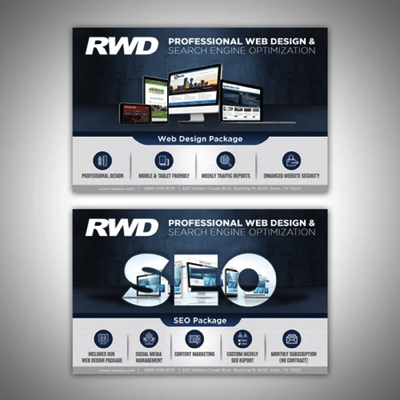 RWD
PROFESSIONAL WEB DESIGN &
SEARCH ENGINE OPTIMIZATION
Web Design Package
PROFESSIONAL DESIGN
MOBILE & TABLET FRIENDLY
WEEKLY TRAFFIC REPORTS
ENHANCED WEBSITE SECURITY
RWD
PROFESSIONAL WEB DESIGN &
SEARCH ENGINE OPTIMIZATION
SEO
SEO Package
INCLUDES OUR
WEB DESIGN PACKAGE
SOCIAL MEDIA
MANAGEMENT
CONTENT MARKETING
CUSTOM WEEKLY
SEO REPORT
MONTHLY SUBSCRIPTION
(NO CONTRACT)